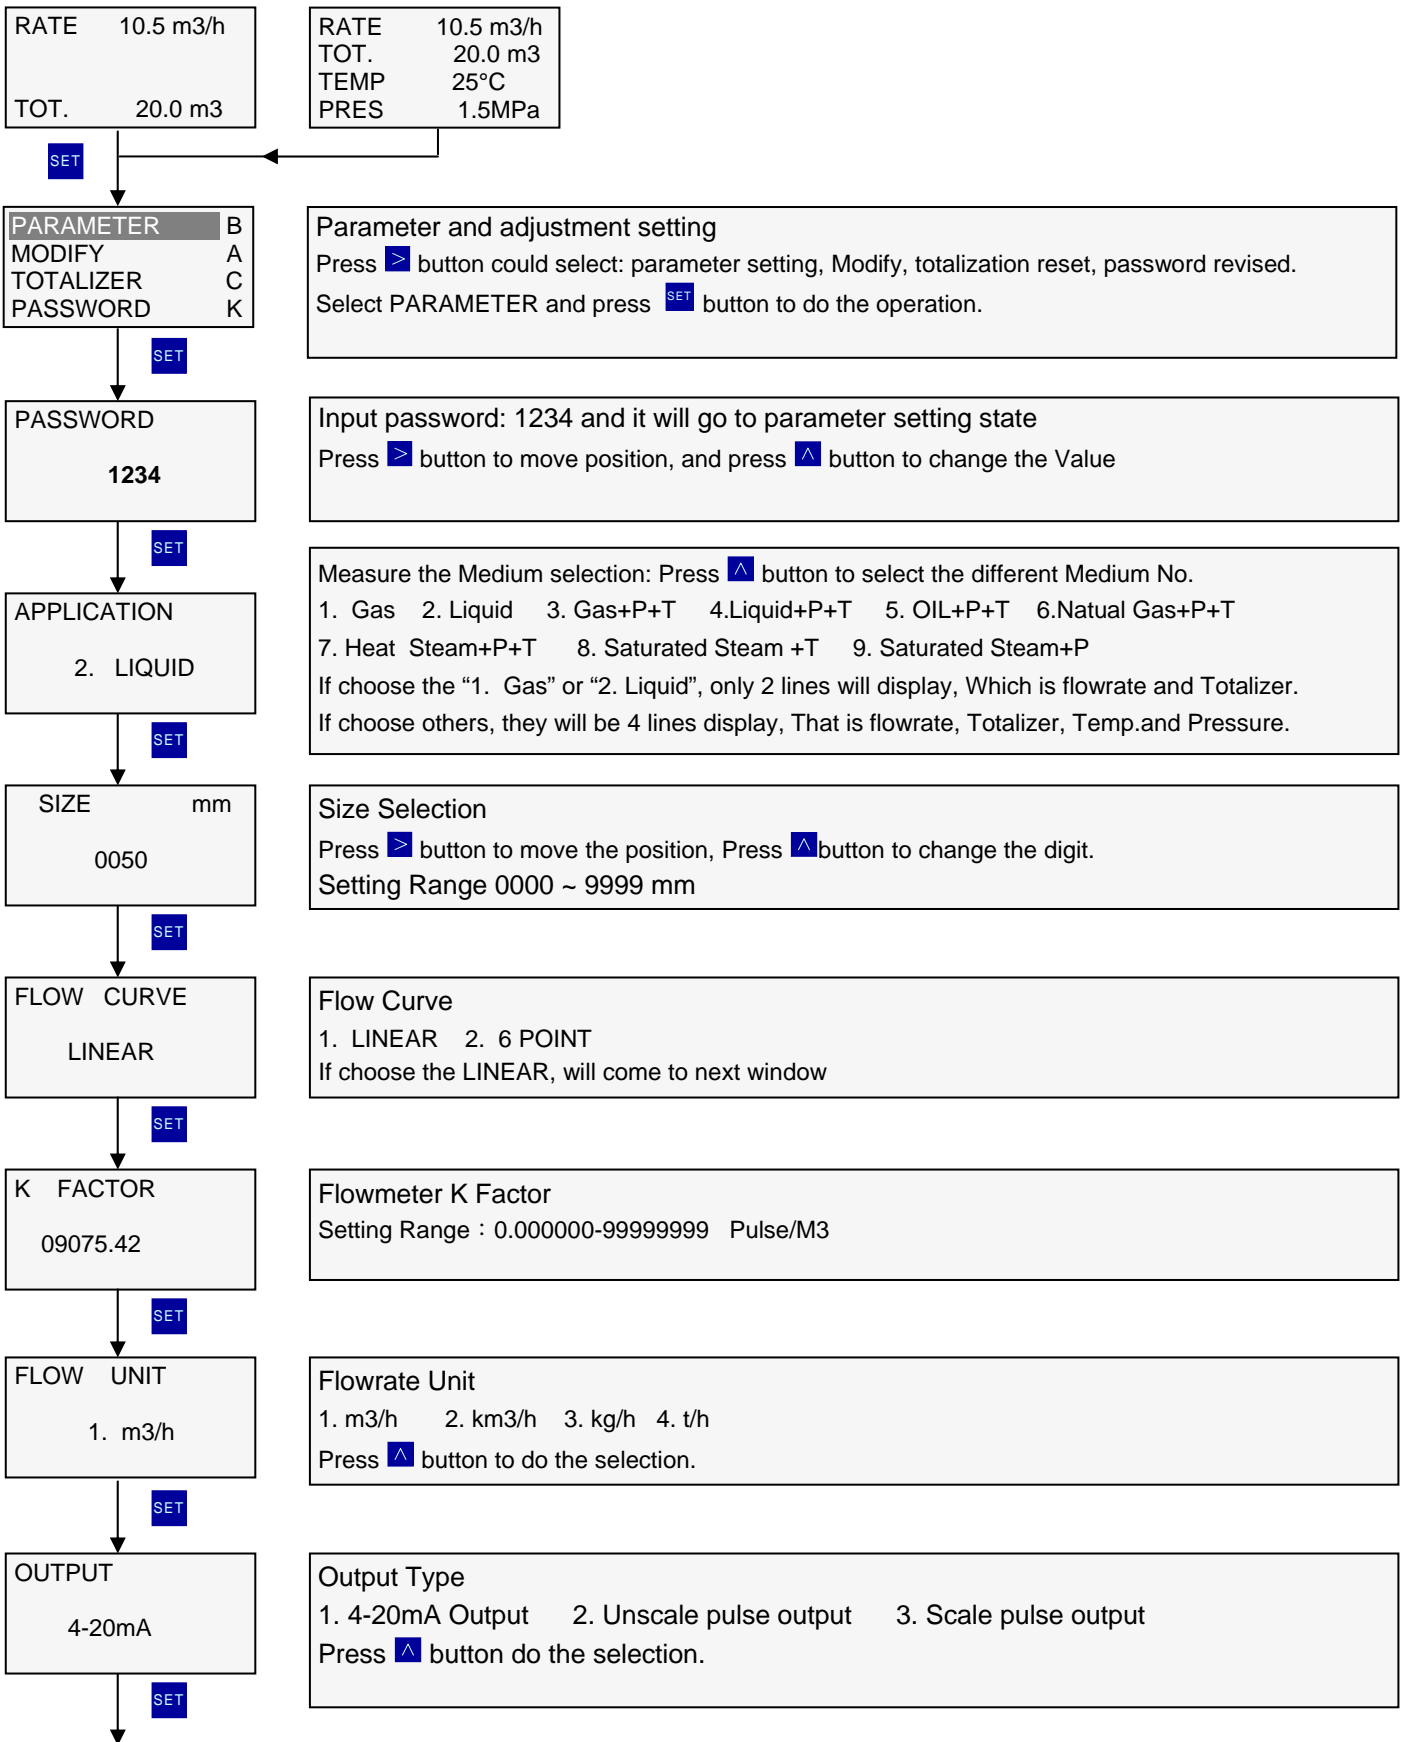 RATE 10.5 m3/h
TOT. 20.0 m3
RATE 10.5 m3/h
TOT. 20.0 m3
TEMP 25°C
PRES 1.5MPa
SET
PARAMETER B
MODIFY A
TOTALIZER C
PASSWORD K
Parameter and adjustment setting
Press > button could select: parameter setting, Modify, totalization reset, password revised.
Select PARAMETER and press SET button to do the operation.
SET
PASSWORD
1234
Input password: 1234 and it will go to parameter setting state
Press > button to move position, and press ^ button to change the Value
SET
APPLICATION
2. LIQUID
Measure the Medium selection: Press ^ button to select the different Medium No.
1. Gas 2. Liquid 3. Gas+P+T 4.Liquid+P+T 5. OIL+P+T 6.Natual Gas+P+T
7. Heat Steam+P+T 8. Saturated Steam +T 9. Saturated Steam+P
If choose the “1. Gas” or “2. Liquid”, only 2 lines will display, Which is flowrate and Totalizer.
If choose others, they will be 4 lines display, That is flowrate, Totalizer, Temp.and Pressure.
SET
SIZE mm
0050
Size Selection
Press > button to move the position, Press ^ button to change the digit.
Setting Range 0000 ~ 9999 mm
SET
FLOW CURVE
LINEAR
Flow Curve
1. LINEAR 2. 6 POINT
If choose the LINEAR, will come to next window
SET
K FACTOR
09075.42
Flowmeter K Factor
Setting Range：0.000000-99999999 Pulse/M3
SET
FLOW UNIT
1. m3/h
Flowrate Unit
1. m3/h 2. km3/h 3. kg/h 4. t/h
Press ^ button to do the selection.
SET
OUTPUT
4-20mA
Output Type
1. 4-20mA Output 2. Unscale pulse output 3. Scale pulse output
Press ^ button do the selection.
SET